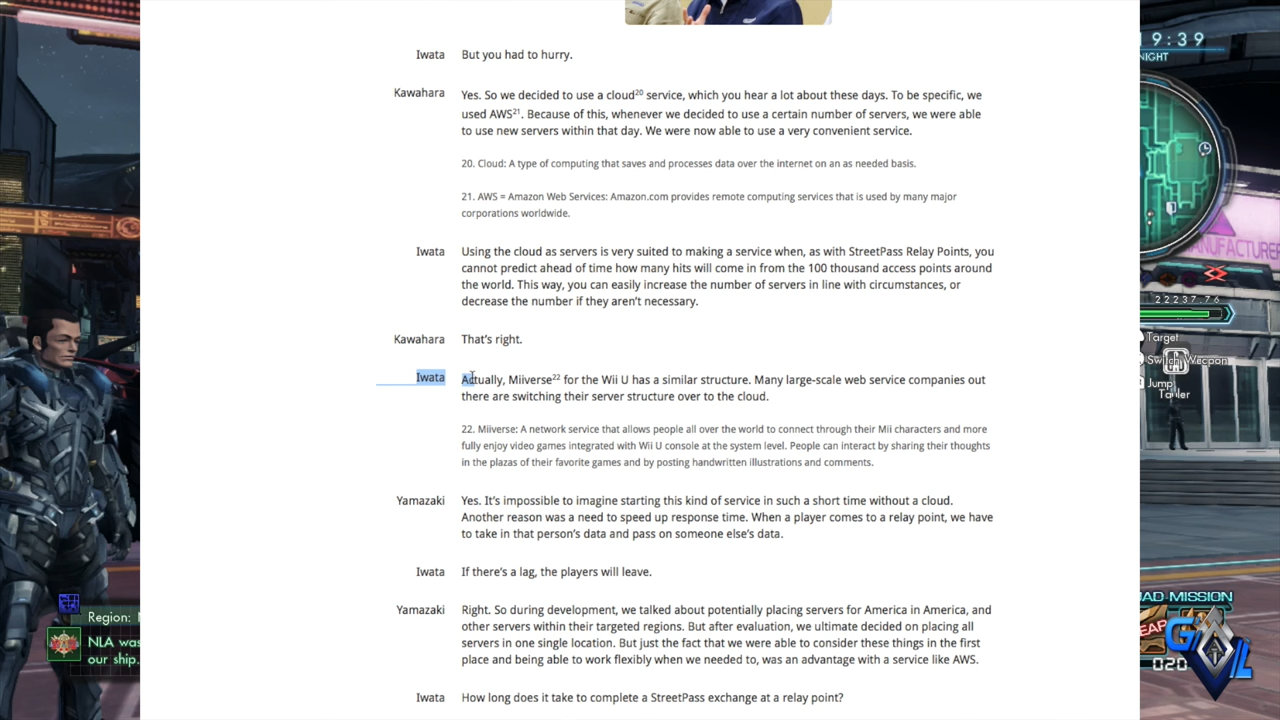 Iwata But you had to hurry.
Kawahara Yes. So we decided to use a cloud20 service, which you hear a lot about these days. To be specific, we
used AWS21. Because of this, whenever we decided to use a certain number of servers, we were able
to use new servers within that day. We were now able to use a very convenient service.
20. Cloud: A type of computing that saves and processes data over the internet on an as needed basis.
21. AWS = Amazon Web Services: Amazon.com provides remote computing services that is used by many major
corporations worldwide.
Iwata Using the cloud as servers is very suited to making a service when, as with StreetPass Relay Points, you
cannot predict ahead of time how many hits will come in from the 100 thousand access points around
the world. This way, you can easily increase the number of servers in line with circumstances, or
decrease the number if they aren't necessary.
Kawahara That's right.
Iwata Actually, Miiverse22 for the Wii U has a similar structure. Many large-scale web service companies out
there are switching their server structure over to the cloud.
22. Miiverse: A network service that allows people all over the world to connect through their Mii characters and more
fully enjoy video games integrated with Wii U console at the system level. People can interact by sharing their thoughts
in the plazas of their favorite games and by posting handwritten illustrations and comments.
Yamazaki Yes. It's impossible to imagine starting this kind of service in such a short time without a cloud.
Another reason was a need to speed up response time. When a player comes to a relay point, we have
to take in that person's data and pass on someone else's data.
Iwata If there's a lag, the players will leave.
Yamazaki Right. So during development, we talked about potentially placing servers for America in America, and
other servers within their targeted regions. But after evaluation, we ultimate decided on placing all
servers in one single location. But just the fact that we were able to consider these things in the first
place and being able to work flexibly when we needed to, was an advantage with a service like AWS.
Iwata How long does it take to complete a StreetPass exchange at a relay point?
9:39
NIGHT
MANUFACTURER
22237.76
Target
Switch Weapon
Jump
Region:
NLA was
our ship.
AD MISSION
020